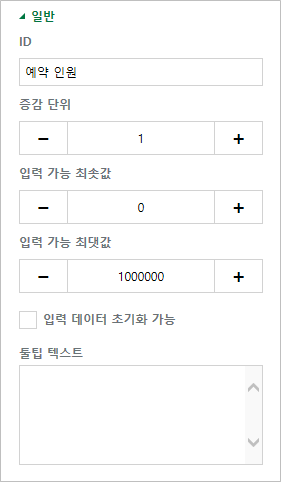 일반
ID
예약 인원
증감 단위
− 1 +
입력 가능 최솟값
− 0 +
입력 가능 최댓값
− 1000000 +
입력 데이터 초기화 가능
툴팁 텍스트